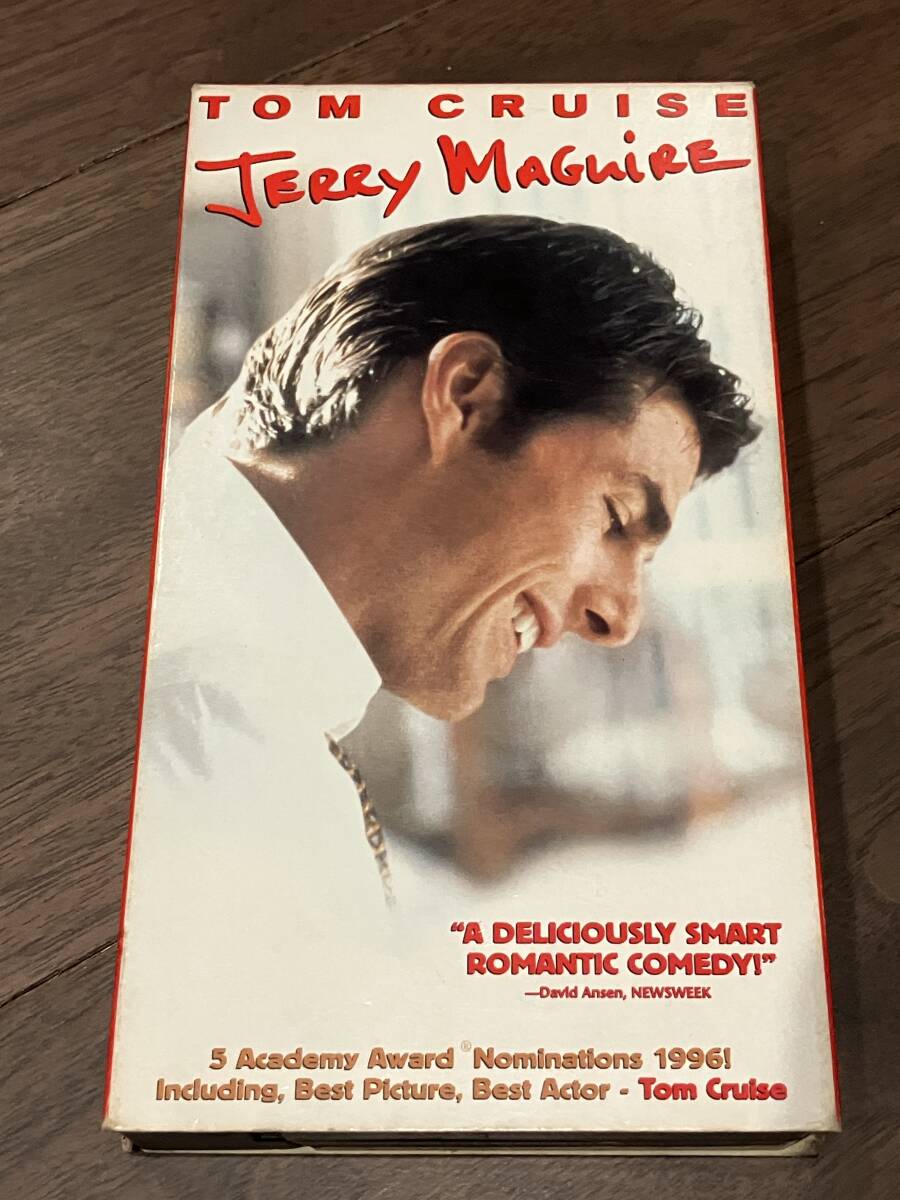 TOM CRUISE
JERRY MAGUIRE
"A DELICIOUSLY SMART
ROMANTIC COMEDY!"
—David Ansen, NEWSWEEK
5 Academy Award® Nominations 1996!
Including, Best Picture, Best Actor - Tom Cruise